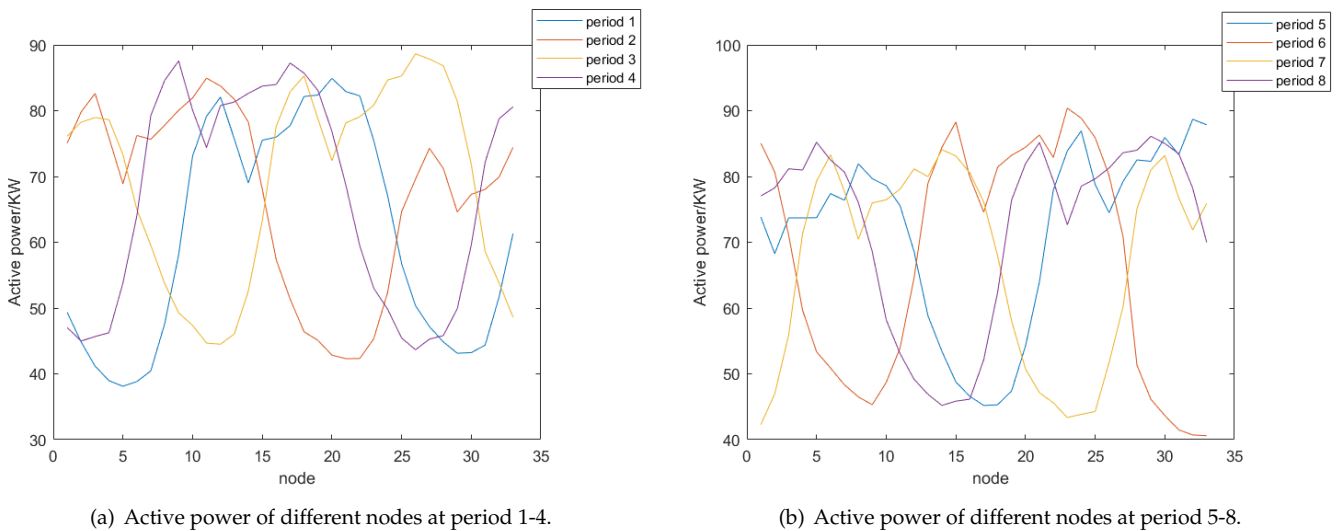 period 1
period 2
period 3
period 4
90
80
70
60
50
40
30
Active power/KW
0 5 10 15 20 25 30 35
node
(a) Active power of different nodes at period 1-4.
period 5
period 6
period 7
period 8
100
90
80
70
60
50
40
Active power/KW
0 5 10 15 20 25 30 35
node
(b) Active power of different nodes at period 5-8.